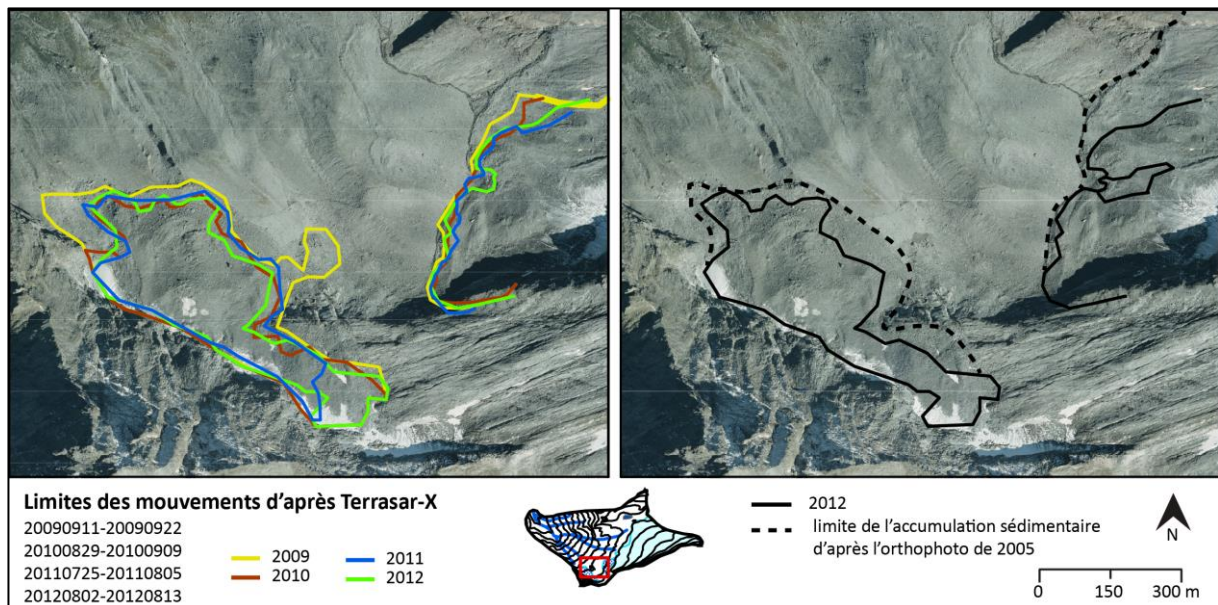 Limites des mouvements d'après Terrasar-X
20090911-20090922
20100829-20100909
20110725-20110805
20120802-20120813
2009
2010
2011
2012
2012
limite de l'accumulation sédimentaire
d'après l'orthophoto de 2005
N
0 150 300 m